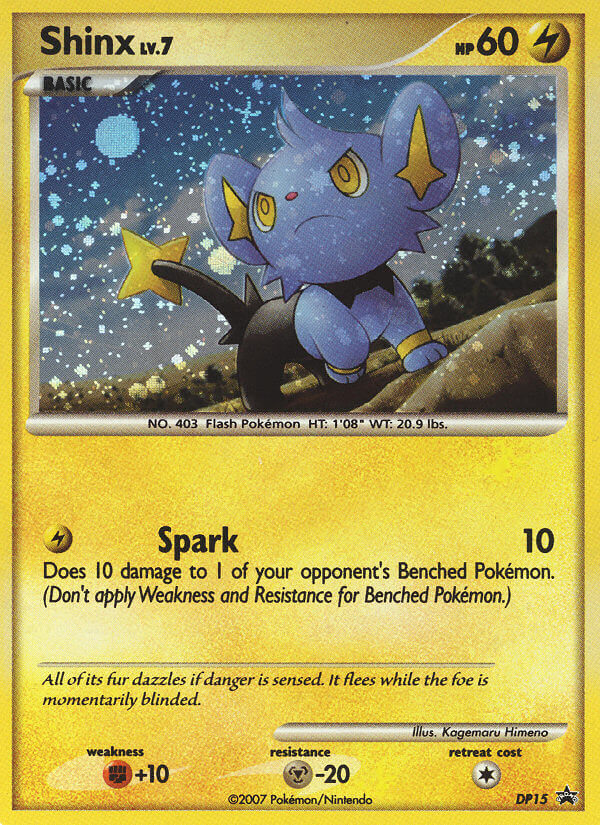 Shinx LV.7
HP 60
BASIC
NO. 403 Flash Pokémon HT: 1'08" WT: 20.9 lbs.
Spark 10
Does 10 damage to 1 of your opponent's Benched Pokémon.
(Don't apply Weakness and Resistance for Benched Pokémon.)
All of its fur dazzles if danger is sensed. It flees while the foe is
momentarily blinded.
Illus. Kagemaru Himeno
weakness resistance retreat cost
+10 -20
©2007 Pokémon/Nintendo DP15